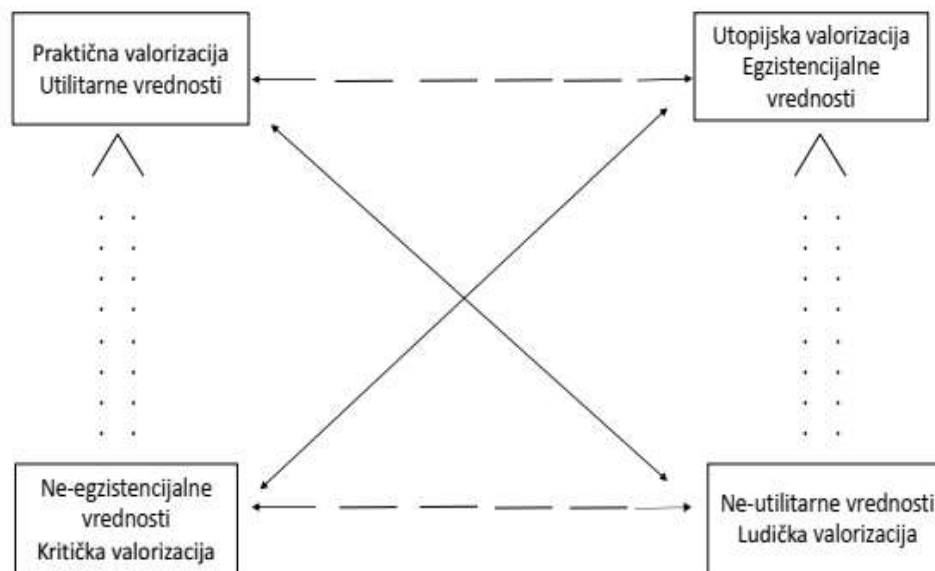 Praktična valorizacija
Utilitarne vrednosti
Utopijska valorizacija
Egzistencijalne
vrednosti
Ne-egzistencijalne
vrednosti
Kritička valorizacija
Ne-utilitarne vrednosti
Ludička valorizacija